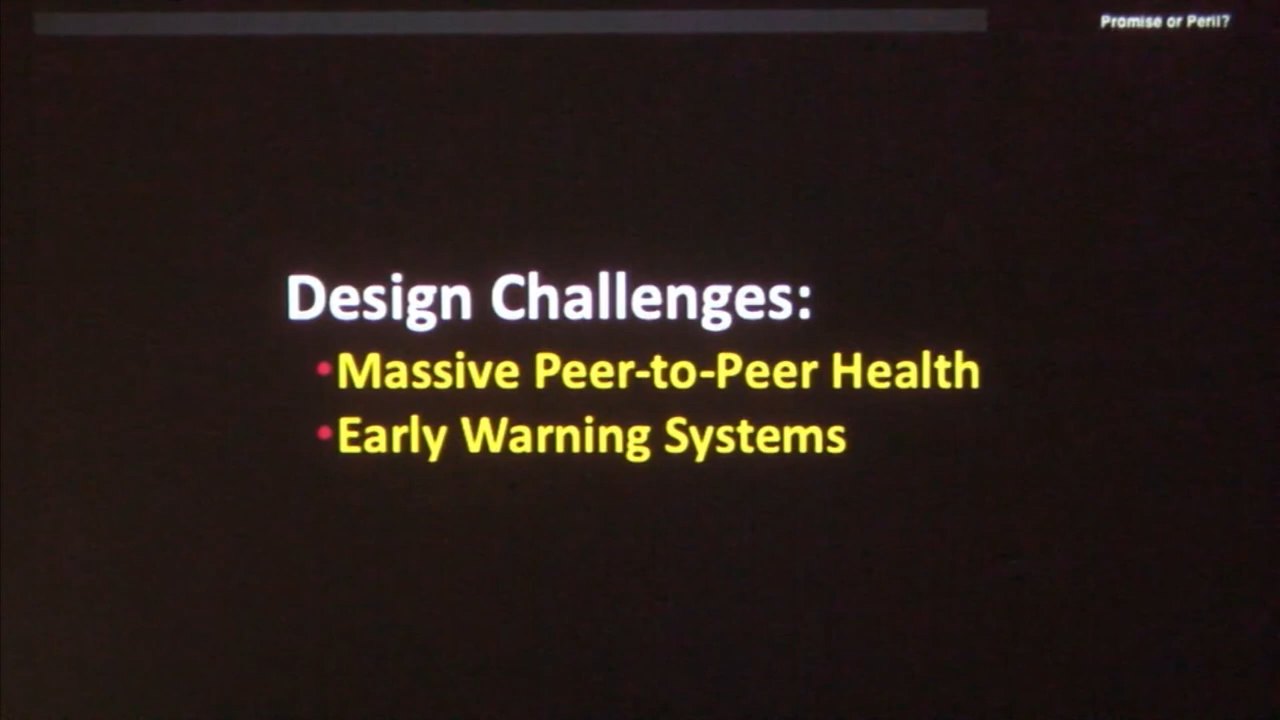 Promise or Peril?
Design Challenges:
•Massive Peer-to-Peer Health
•Early Warning Systems